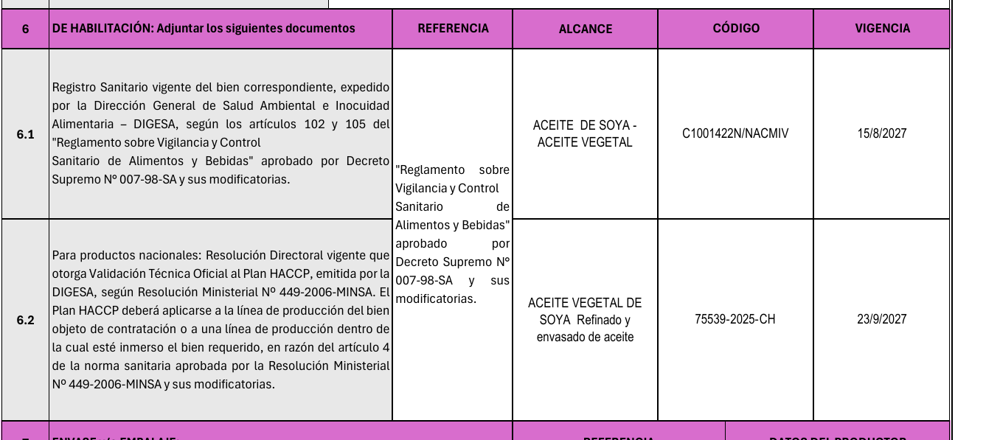 6 DE HABILITACIÓN: Adjuntar los siguientes documentos REFERENCIA ALCANCE CÓDIGO VIGENCIA
6.1
Registro Sanitario vigente del bien correspondiente, expedido
por la Dirección General de Salud Ambiental e Inocuidad
Alimentaria – DIGESA, según los artículos 102 y 105 del
"Reglamento sobre Vigilancia y Control
Sanitario de Alimentos y Bebidas" aprobado por Decreto
Supremo Nº 007-98-SA y sus modificatorias.
"Reglamento sobre
Vigilancia y Control
Sanitario de
Alimentos y Bebidas"
aprobado por
Decreto Supremo Nº
007-98-SA y sus
modificatorias.
ACEITE DE SOYA -
ACEITE VEGETAL
C1001422N/NACMIV
15/8/2027
6.2
Para productos nacionales: Resolución Directoral vigente que
otorga Validación Técnica Oficial al Plan HACCP, emitida por la
DIGESA, según Resolución Ministerial Nº 449-2006-MINSA. El
Plan HACCP deberá aplicarse a la línea de producción del bien
objeto de contratación o a una línea de producción dentro de
la cual esté inmerso el bien requerido, en razón del artículo 4
de la norma sanitaria aprobada por la Resolución Ministerial
Nº 449-2006-MINSA y sus modificatorias.
ACEITE VEGETAL DE
SOYA Refinado y
envasado de aceite
75539-2025-CH
23/9/2027
REFERENCIA DATOS DEL PRODUCTOR